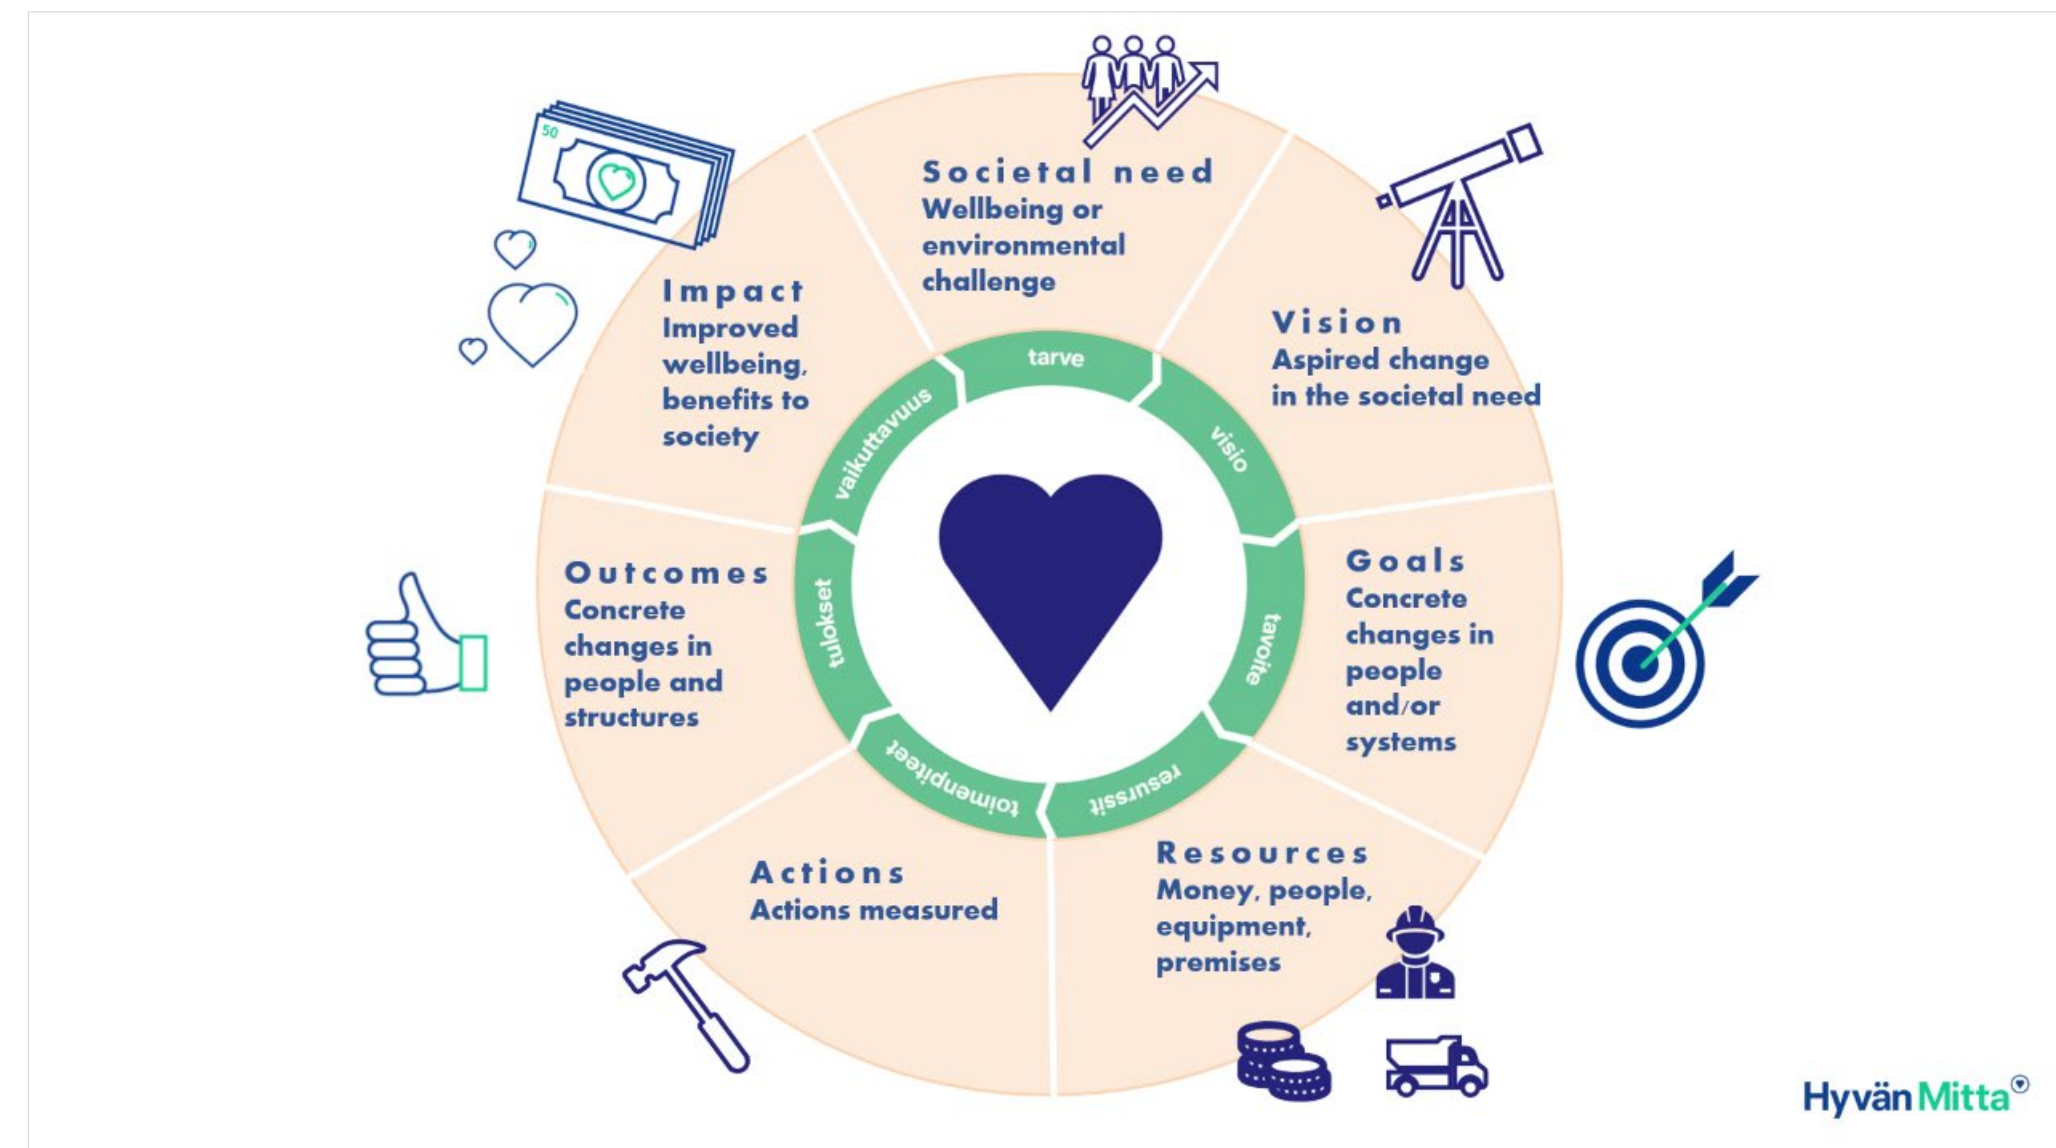 50
Societal need
Wellbeing or
environmental
challenge
Vision
Aspired change
in the societal need
Goals
Concrete
changes in
people
and/or
systems
Resources
Money, people,
equipment,
premises
Actions
Actions measured
Outcomes
Concrete
changes in
people and
structures
Impact
Improved
wellbeing,
benefits to
society
tarve
visio
tavoite
resurssit
toimenpiteet
tulokset
vaikuttavuus
HyvänMitta